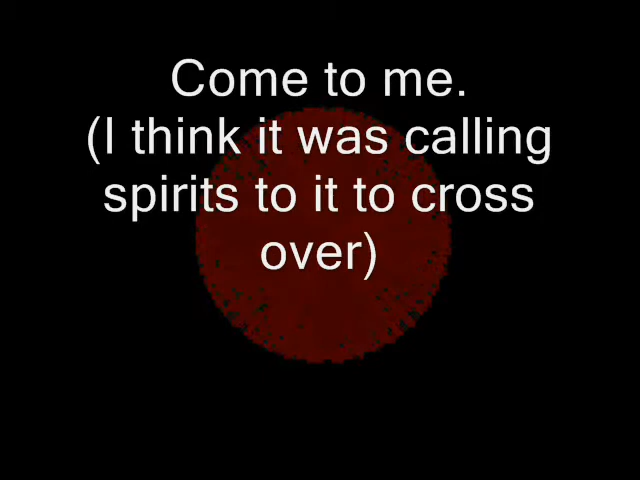 Come to me.
(I think it was calling
spirits to it to cross
over)